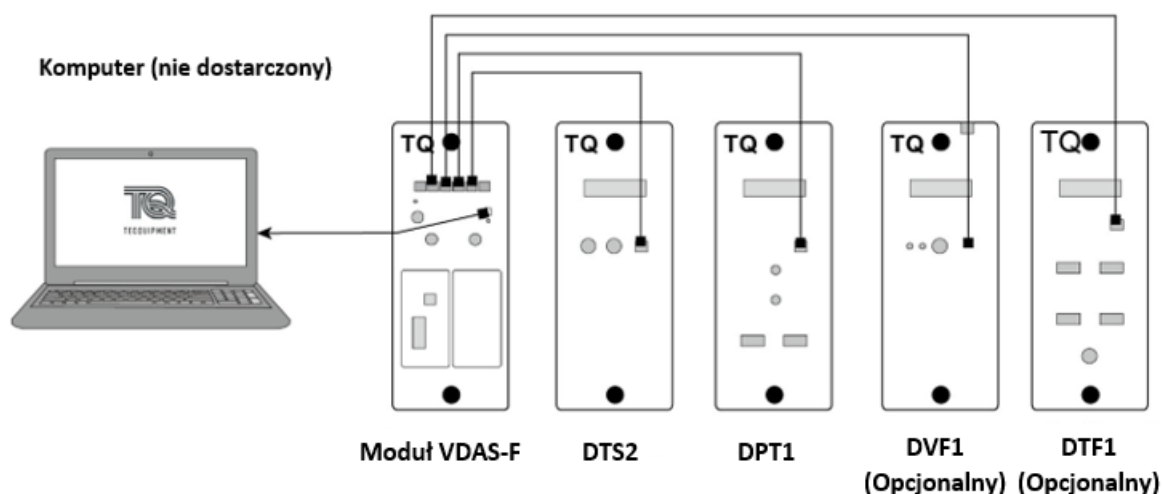 Komputer (nie dostarczony)
TQ
TECQUIPMENT
TQ
TQ
TQ
TQ
TQ
Moduł VDAS-F
DTS2
DPT1
DVF1
(Opcjonalny)
DTF1
(Opcjonalny)